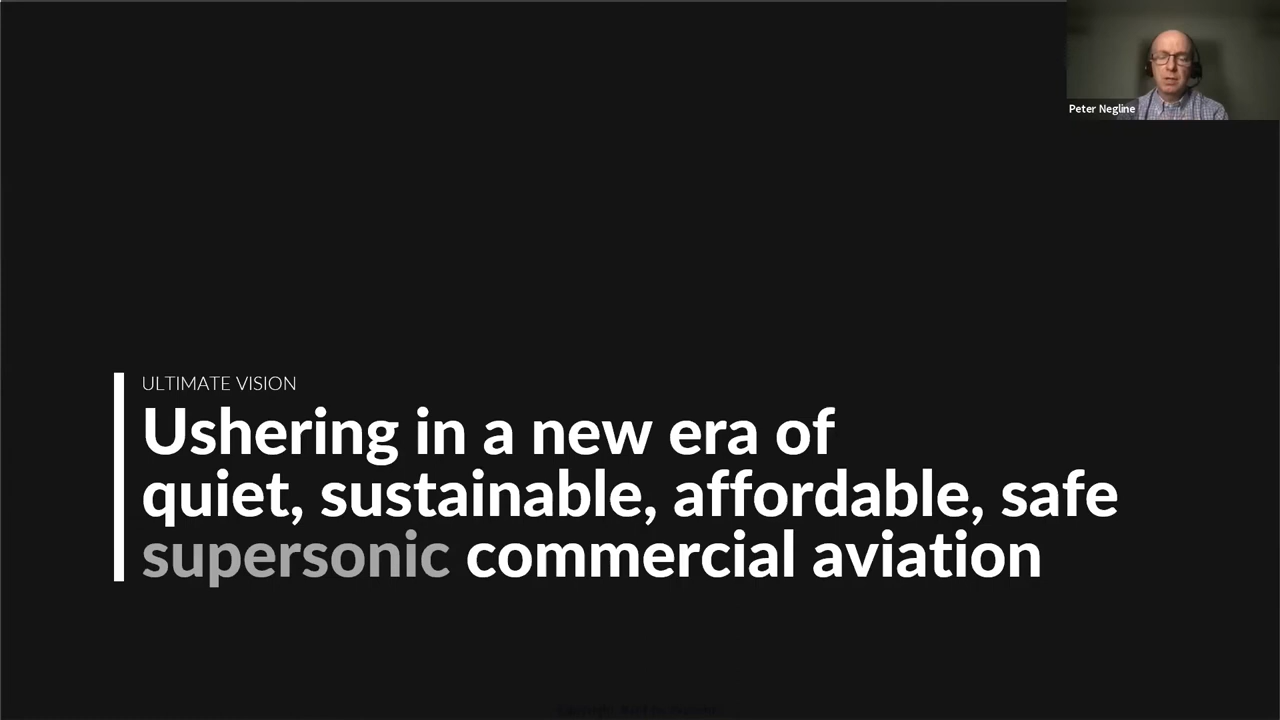 Peter Negline
ULTIMATE VISION
Ushering in a new era of
quiet, sustainable, affordable, safe
supersonic commercial aviation